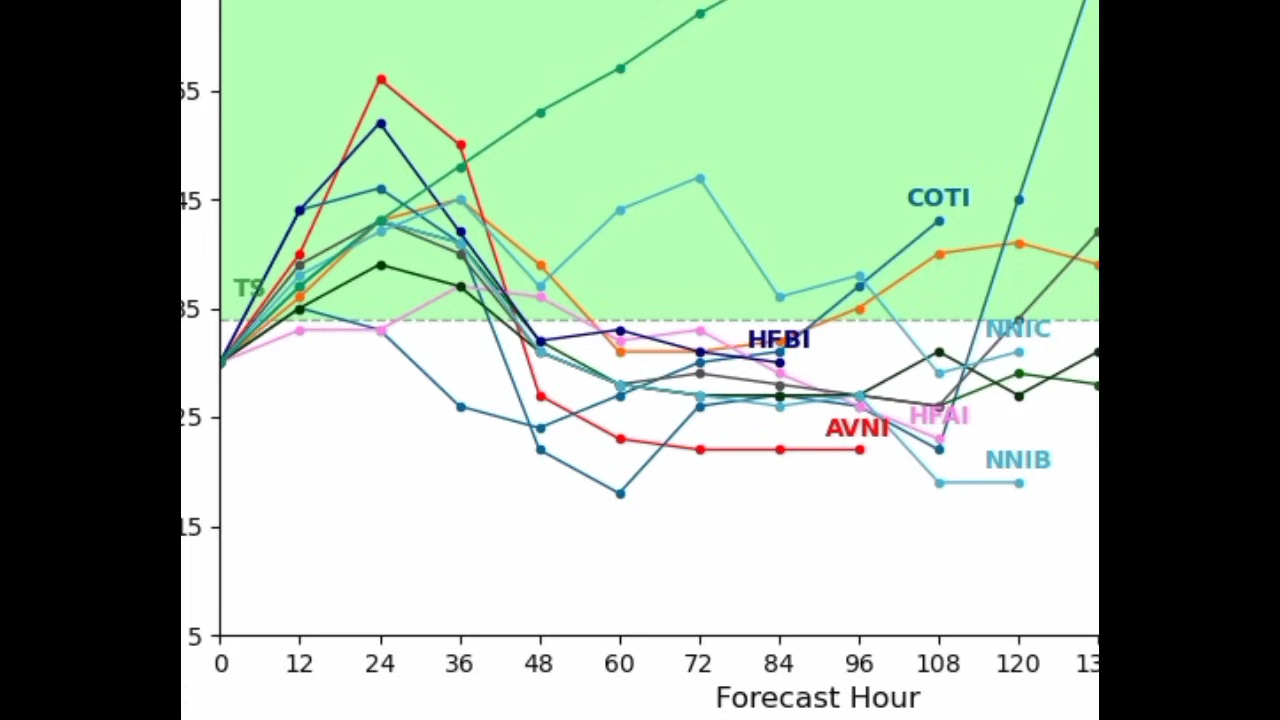 55
45
COTI
TS
35
NNIC
HFBI
25
HFAI
AVNI
NNIB
15
5
0 12 24 36 48 60 72 84 96 108 120 13
Forecast Hour